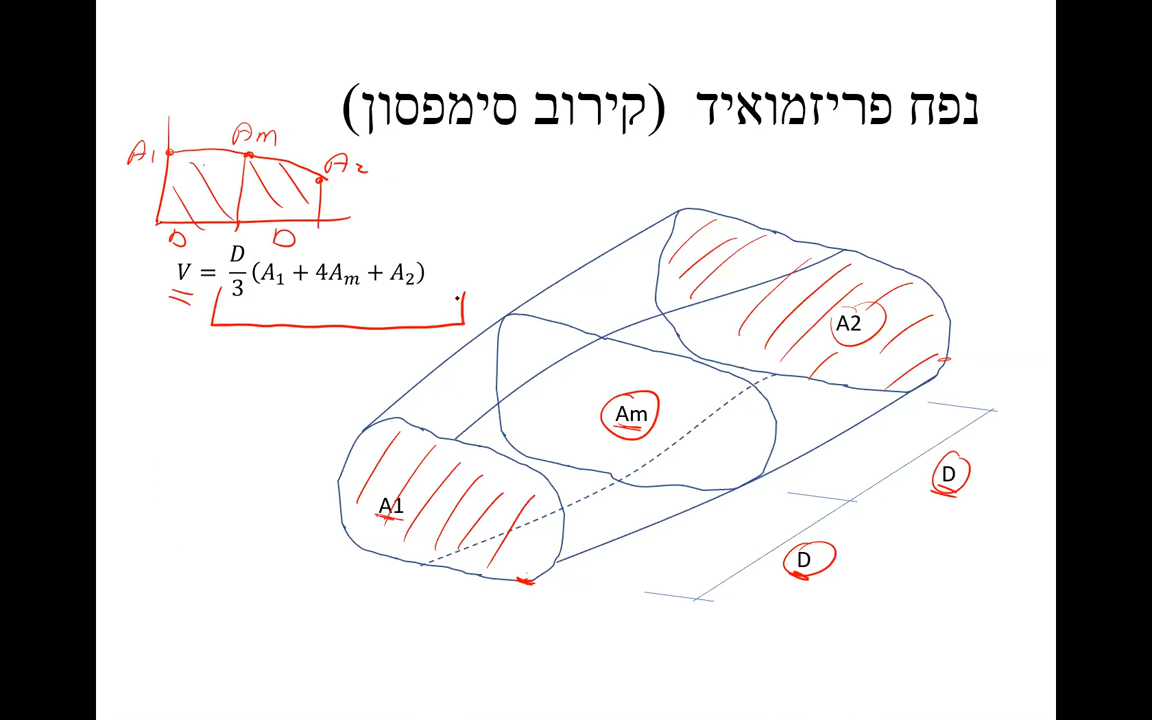 נפח פריזמואיד (קירוב סימפסון)
A1 Am A2
D D
V = D/3 (A₁ + 4Aₘ + A₂)
A2
Am
A1
D
D